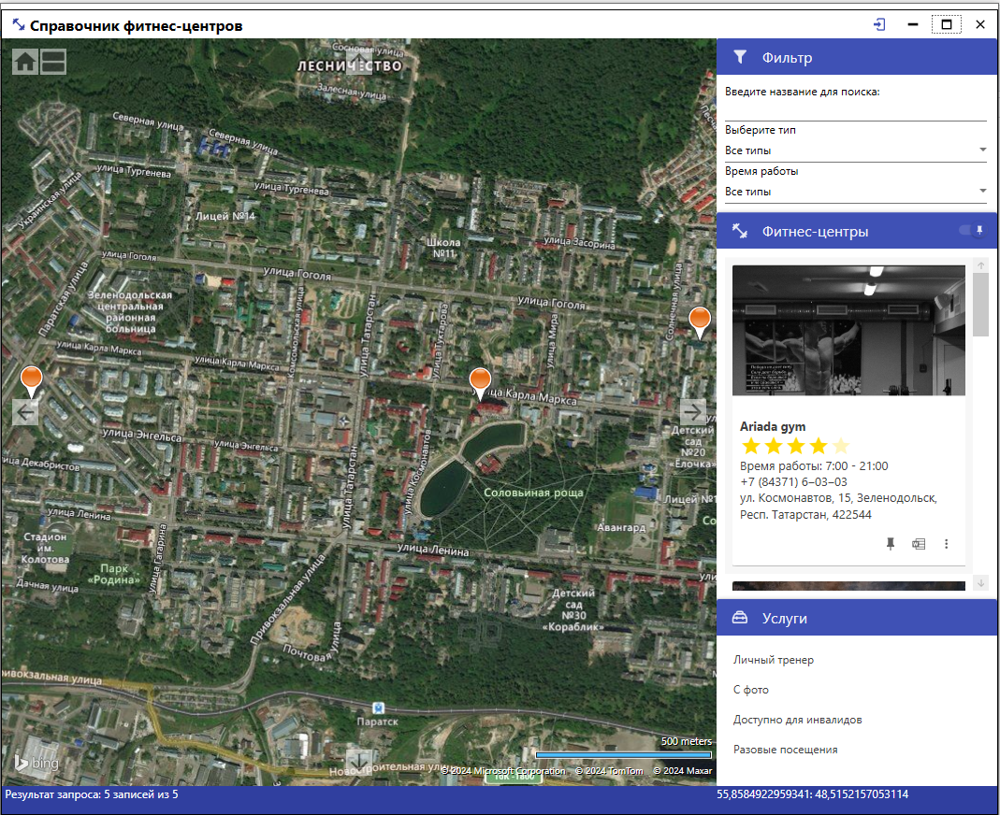 Справочник фитнес-центров
Сосновая улица
ЛЕСНИЧЕСТВО
Залесная улица
Северная улица
Северная улица
улица Тургенева
улица Тургенева
Украинская улица
Лицей №14
Школа
№11
улица Засорина
улица Гоголя
улица Гоголя
улица Гоголя
Паратская улица
Зеленодольская
центральная
районная
больница
Комсомольская улица
улица Татарстан
улица Тухтарова
улица Мира
Солнечная улица
улица Карла Маркса
улица Карла Маркса
улица Карла Маркса
улица Энгельса
улица Энгельса
улица Декабристов
улица Космонавтов
улица Татарстан
Соловьиная роща
Детский
сад
№20
«Ёлочка»
Авангард
улица Ленина
улица Ленина
Стадион
им.
Колотова
Парк
«Родина»
улица Гагарина
Дачная улица
Привокзальная улица
Почтовая улица
Детский
сад
№30
«Кораблик»
Паратск
Новостроительная улица
bing
500 meters
© 2024 Microsoft Corporation © 2024 TomTom © 2024 Maxar
Фильтр
Введите название для поиска:
Выберите тип
Все типы
Время работы
Все типы
Фитнес-центры
Ariada gym
Время работы: 7:00 - 21:00
+7 (84371) 6‒03‒03
ул. Космонавтов, 15, Зеленодольск,
Респ. Татарстан, 422544
Услуги
Личный тренер
С фото
Доступно для инвалидов
Разовые посещения
Результат запроса: 5 записей из 5
55,8584922959341: 48,5152157053114